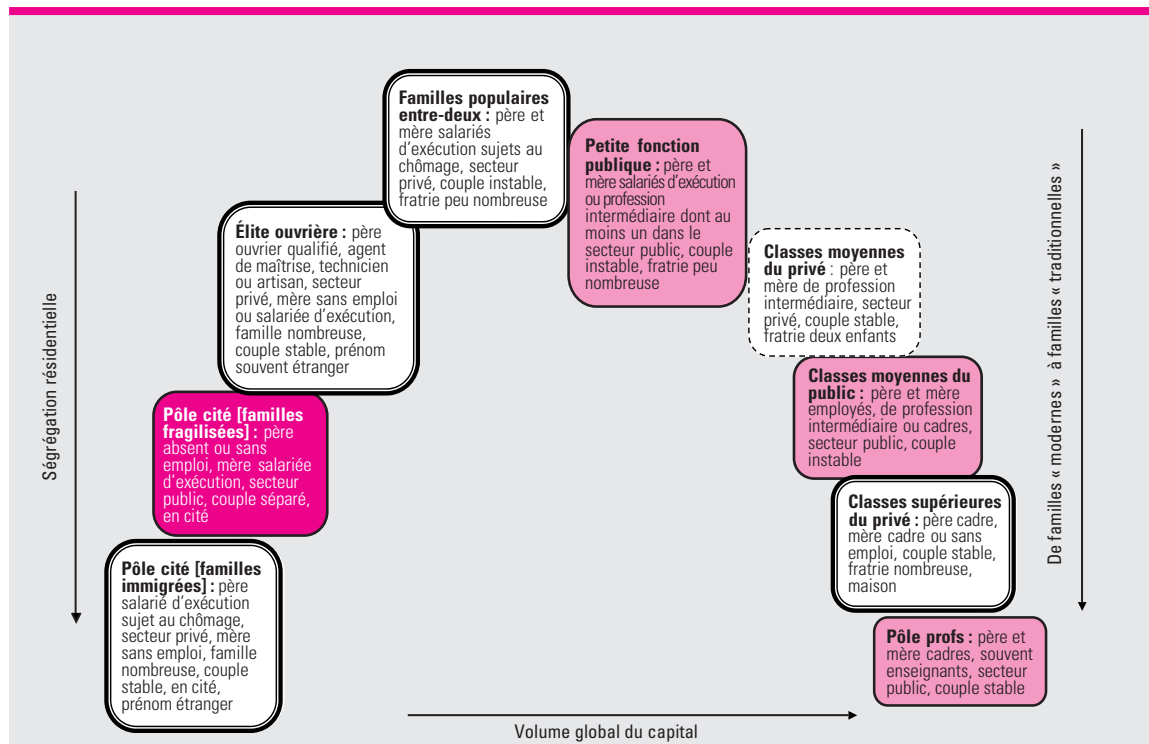 Familles populaires
entre-deux : père et
mère salariés
d'exécution sujets au
chômage, secteur
privé, couple instable,
fratrie peu nombreuse
Petite fonction
publique : père et
mère salariés d'exécution
ou profession
intermédiaire dont au
moins un dans le
secteur public, couple
instable, fratrie peu
nombreuse
Élite ouvrière : père
ouvrier qualifié, agent
de maîtrise, technicien
ou artisan, secteur
privé, mère sans emploi
ou salariée d'exécution,
famille nombreuse,
couple stable, prénom
souvent étranger
Classes moyennes
du privé : père et
mère de profession
intermédiaire, secteur
privé, couple stable,
fratrie deux enfants
Pôle cité [familles
fragilisées] : père
absent ou sans
emploi, mère salariée
d'exécution, secteur
public, couple séparé,
en cité
Classes moyennes du
public : père et mère
employés, de profession
intermédiaire ou cadres,
secteur public, couple
instable
Classes supérieures
du privé : père cadre,
mère cadre ou sans
emploi, couple stable,
fratrie nombreuse,
maison
Pôle cité [familles
immigrées] : père
salarié d'exécution
sujet au chômage,
secteur privé, mère
sans emploi, famille
nombreuse, couple
stable, en cité,
prénom étranger
Pôle profs : père et
mère cadres, souvent
enseignants, secteur
public, couple stable
Ségrégation résidentielle
De familles « modernes » à familles « traditionnelles »
Volume global du capital